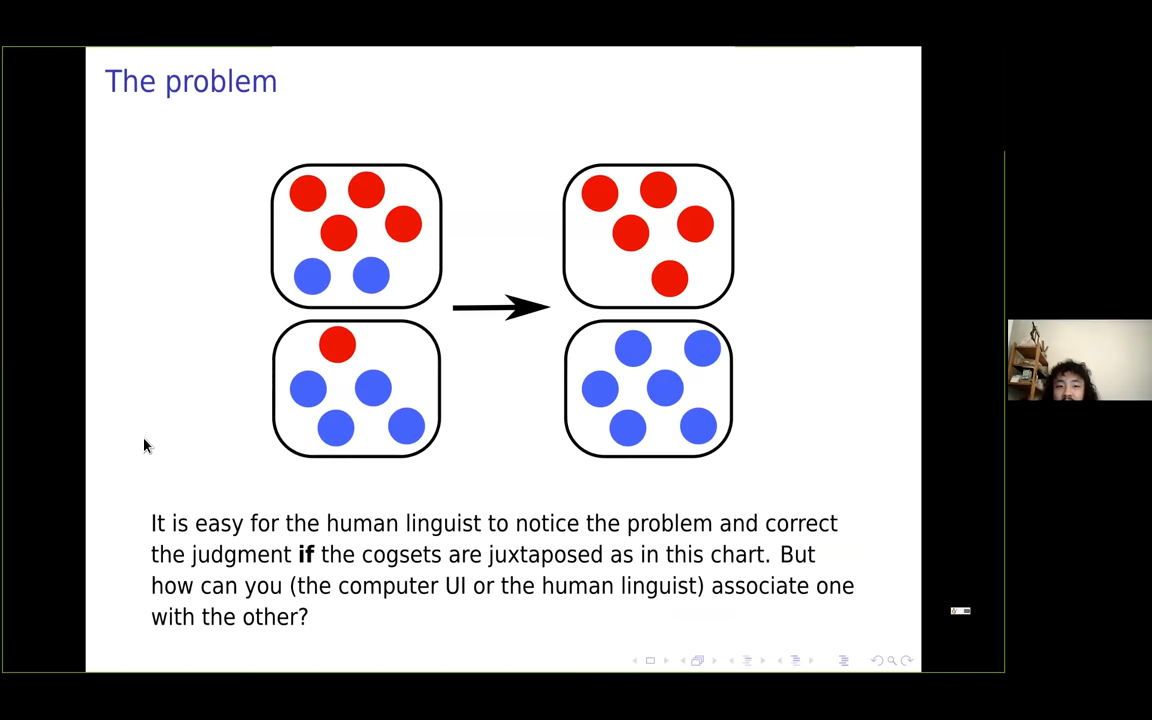 The problem
It is easy for the human linguist to notice the problem and correct
the judgment if the cogsets are juxtaposed as in this chart. But
how can you (the computer UI or the human linguist) associate one
with the other?